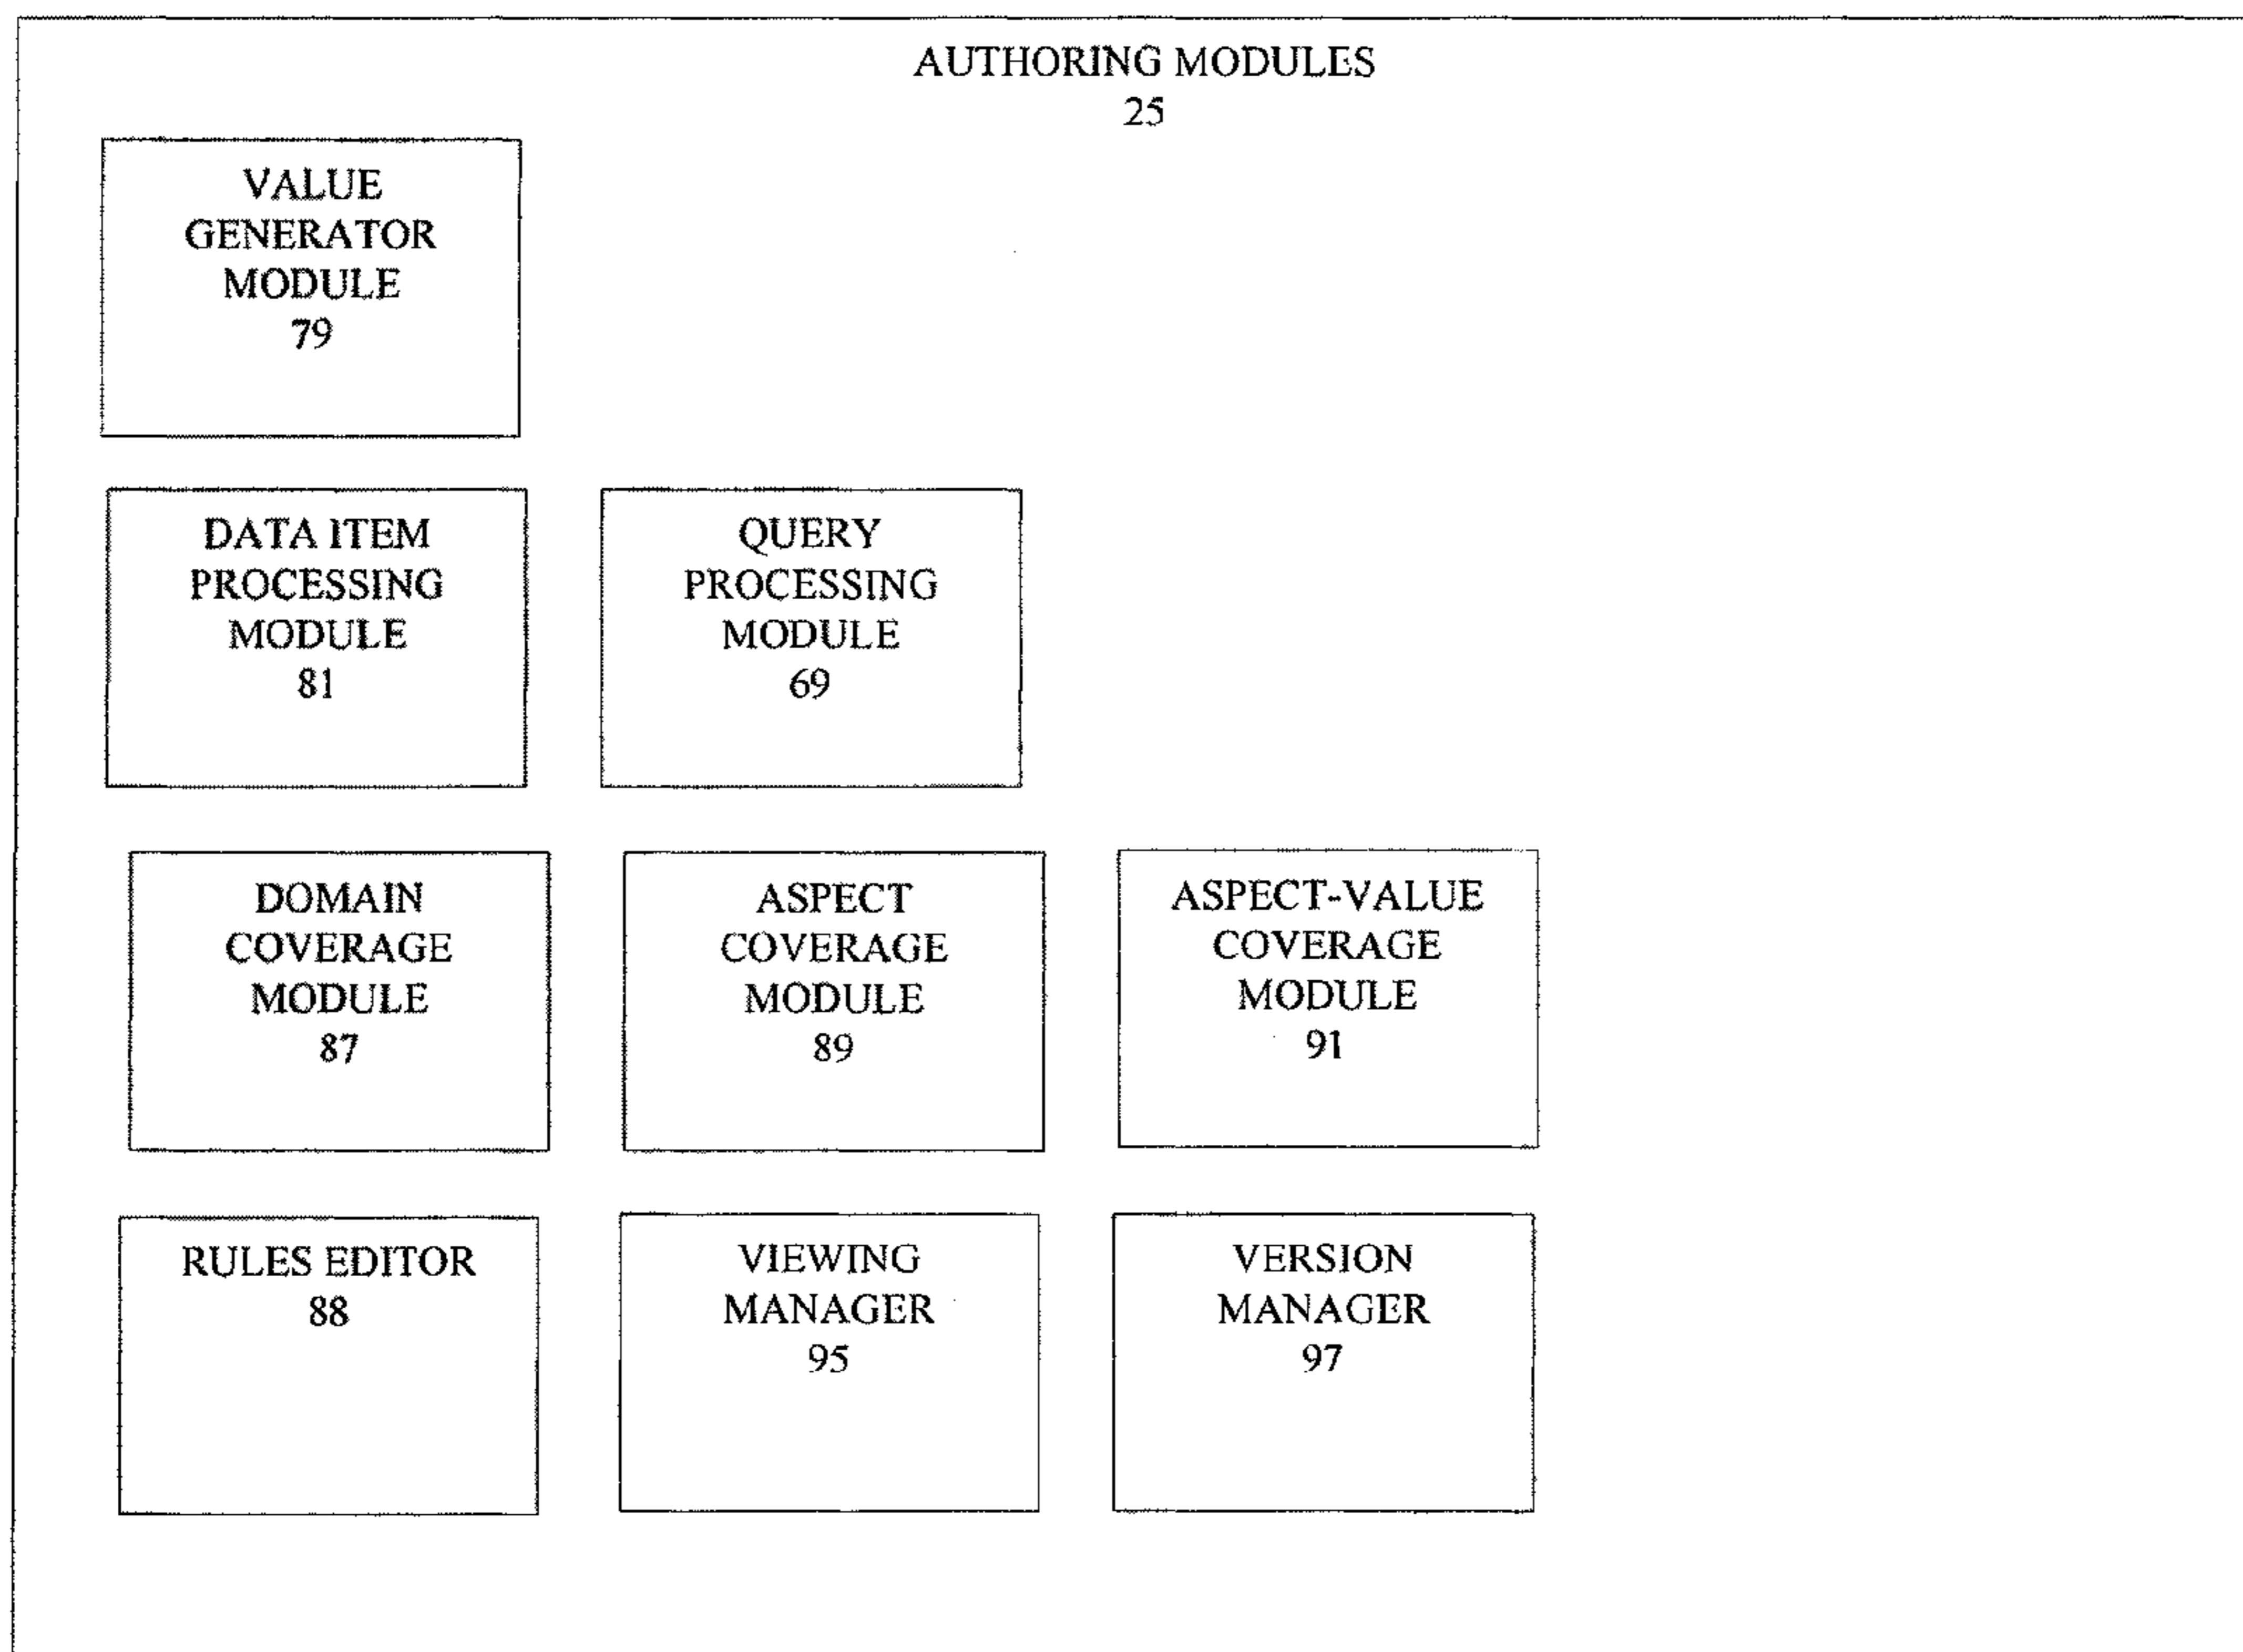 AUTHORING MODULES
25
VALUE
GENERATOR
MODULE
79
DATA ITEM
PROCESSING
MODULE
81
QUERY
PROCESSING
MODULE
69
DOMAIN
COVERAGE
MODULE
87
ASPECT
COVERAGE
MODULE
89
ASPECT-VALUE
COVERAGE
MODULE
91
RULES EDITOR
88
VIEWING
MANAGER
95
VERSION
MANAGER
97